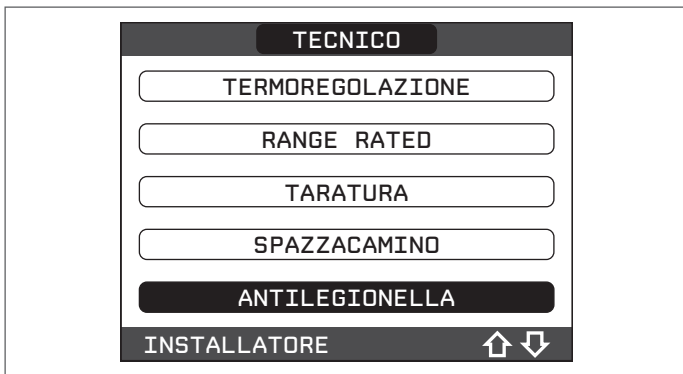 TECNICO
TERMOREGOLAZIONE
RANGE RATED
TARATURA
SPAZZACAMINO
ANTILEGIONELLA
INSTALLATORE